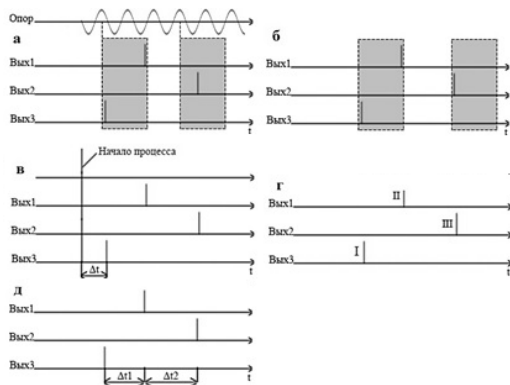 Опор
а
Вых1
Вых2
Вых3
t
б
Вых1
Вых2
Вых3
t
в
Начало процесса
Вых1
Вых2
Вых3
Δt
t
г
Вых1
II
Вых2
III
Вых3
I
t
д
Вых1
Вых2
Вых3
Δt1
Δt2
t